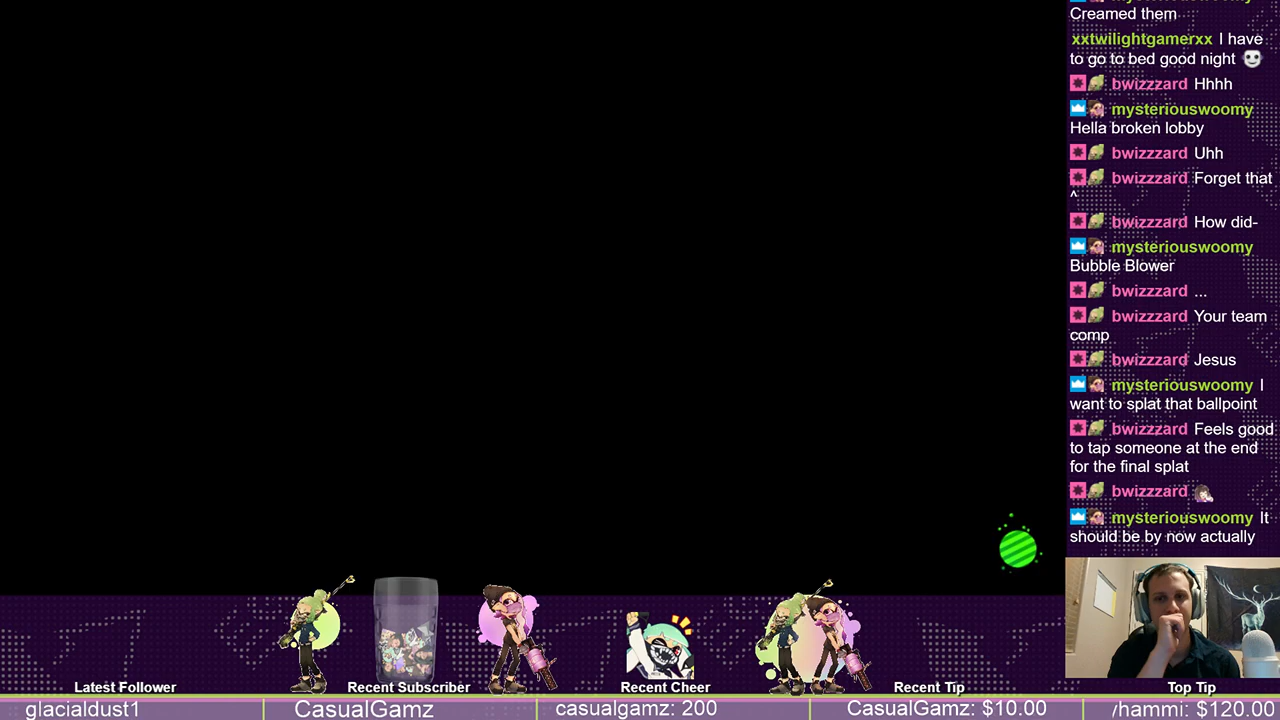 Creamed them
xxtwilightgamerxx I have
to go to bed good night
bwizzzard Hhhh
mysteriouswoomy
Hella broken lobby
bwizzzard Uhh
bwizzzard Forget that
^
bwizzzard How did-
mysteriouswoomy
Bubble Blower
bwizzzard ...
bwizzzard Your team
comp
bwizzzard Jesus
mysteriouswoomy I
want to splat that ballpoint
bwizzzard Feels good
to tap someone at the end
for the final splat
bwizzzard
mysteriouswoomy It
should be by now actually
Latest Follower
Recent Subscriber
Recent Cheer
Recent Tip
Top Tip
glacialdust1
CasualGamz
casualgamz: 200
CasualGamz: $10.00
/hammi: $120.00